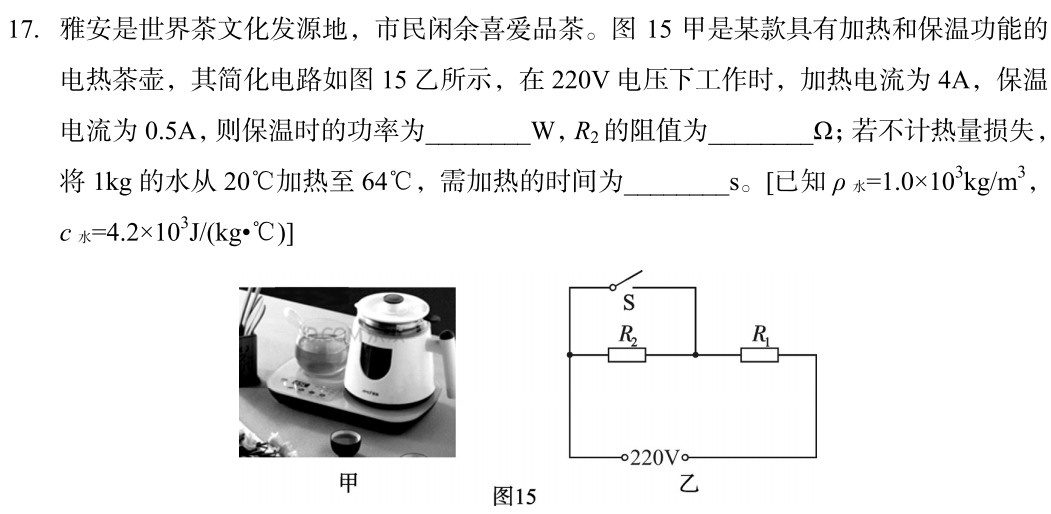 17. 雅安是世界茶文化发源地，市民闲余喜爱品茶。图 15 甲是某款具有加热和保温功能的
电热茶壶，其简化电路如图 15 乙所示，在 220V 电压下工作时，加热电流为 4A，保温
电流为 0.5A，则保温时的功率为________W，R₂的阻值为________Ω；若不计热量损失，
将 1kg 的水从 20℃加热至 64℃，需加热的时间为________s。[已知 ρ水=1.0×10³kg/m³，
c水=4.2×10³J/(kg•℃)]
S
R₂ R₁
220V
甲 乙
图15